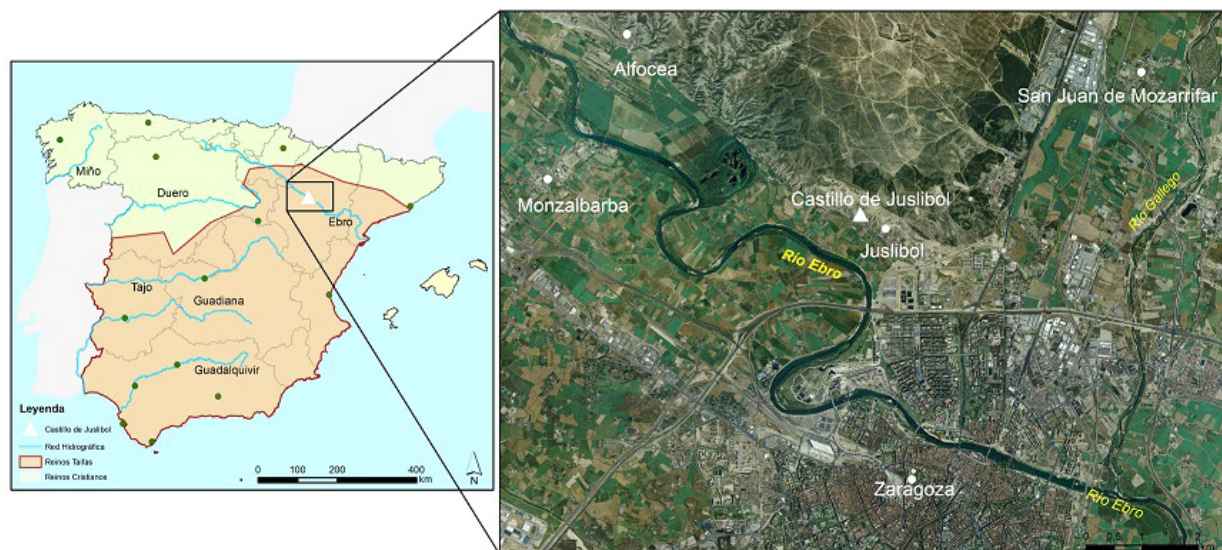 Miño
Duero
Ebro
Tajo
Guadiana
Guadalquivir
Leyenda
Castillo de Juslibol
Red Hidrográfica
Reinos Taifas
Reinos Cristianos
0 100 200 400
km
N
Alfocea
San Juan de Mozarrifar
Monzalbarba
Castillo de Juslibol
Juslibol
Río Gallego
Río Ebro
Zaragoza
Río Ebro